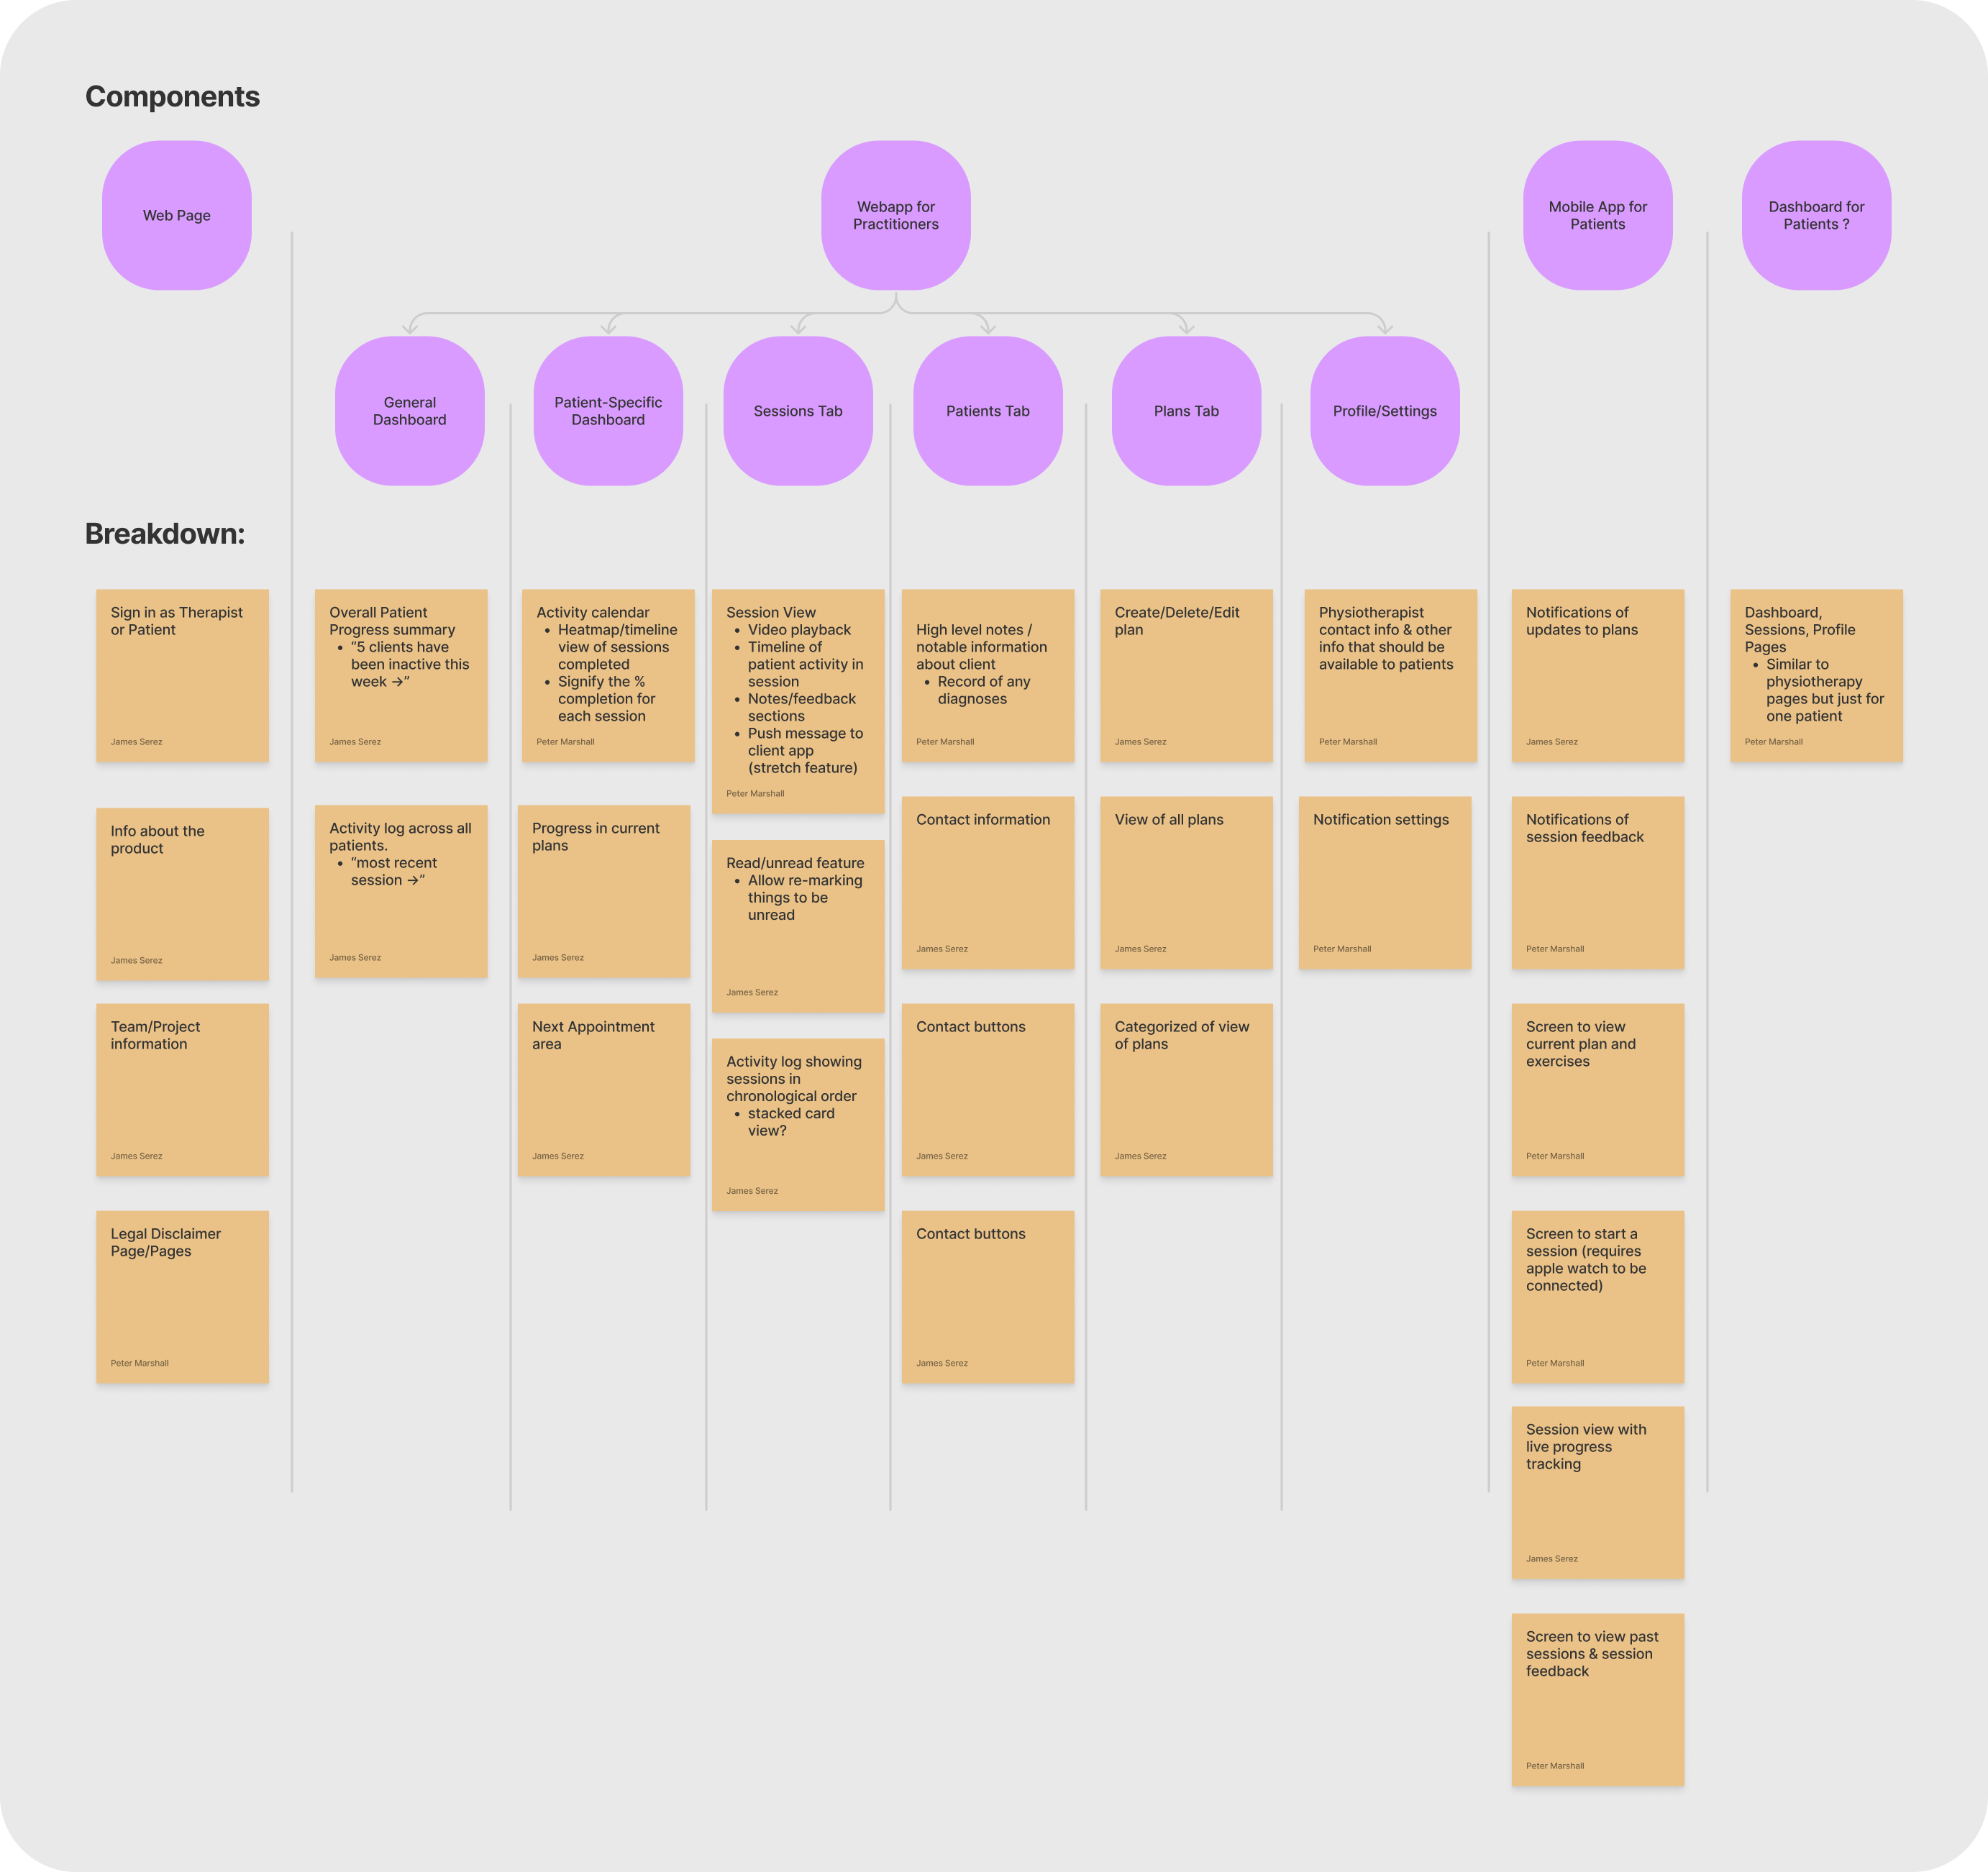 Components
Web Page
Webapp for
Practitioners
Mobile App for
Patients
Dashboard for
Patients ?
General
Dashboard
Patient-Specific
Dashboard
Sessions Tab
Patients Tab
Plans Tab
Profile/Settings
Breakdown:
Sign in as Therapist
or Patient
James Serez
Info about the
product
James Serez
Team/Project
information
James Serez
Legal Disclaimer
Page/Pages
Peter Marshall
Overall Patient
Progress summary
• “5 clients have
been inactive this
week →”
James Serez
Activity log across all
patients.
• “most recent
session →”
James Serez
Activity calendar
• Heatmap/timeline
view of sessions
completed
• Signify the %
completion for
each session
Peter Marshall
Progress in current
plans
James Serez
Next Appointment
area
James Serez
Session View
• Video playback
• Timeline of
patient activity in
session
• Notes/feedback
sections
• Push message to
client app
(stretch feature)
Peter Marshall
Read/unread feature
• Allow re-marking
things to be
unread
James Serez
Activity log showing
sessions in
chronological order
• stacked card
view?
James Serez
High level notes /
notable information
about client
• Record of any
diagnoses
Peter Marshall
Contact information
James Serez
Contact buttons
James Serez
Contact buttons
James Serez
Create/Delete/Edit
plan
James Serez
View of all plans
James Serez
Categorized of view
of plans
James Serez
Physiotherapist
contact info & other
info that should be
available to patients
Peter Marshall
Notification settings
Peter Marshall
Notifications of
updates to plans
James Serez
Notifications of
session feedback
Peter Marshall
Screen to view
current plan and
exercises
Peter Marshall
Screen to start a
session (requires
apple watch to be
connected)
Peter Marshall
Session view with
live progress
tracking
James Serez
Screen to view past
sessions & session
feedback
Peter Marshall
Dashboard,
Sessions, Profile
Pages
• Similar to
physiotherapy
pages but just for
one patient
Peter Marshall